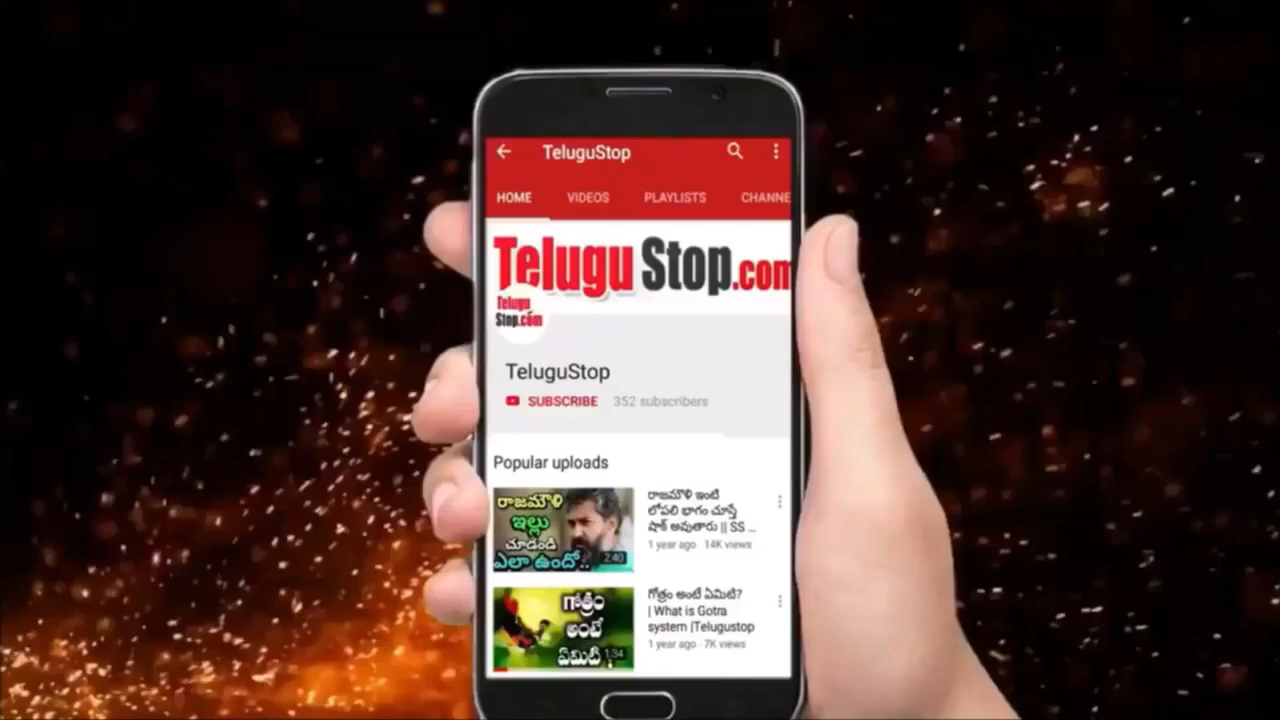 TeluguStop
HOME VIDEOS PLAYLISTS CHANNE
Telugu Stop.com
Telugu
Stop.com
TeluguStop
SUBSCRIBE 352 subscribers
Popular uploads
రాజమౌళి
ఇల్లు
చూడండి
ఎలా ఉందో..
2:40
రాజమౌళి ఇంటి
లోపలి భాగం చూస్తే
షాక్ అవుతారు || SS ...
1 year ago · 14K views
గోత్రం
అంటే
ఏమిటి ?
1:34
గోత్రం అంటే ఏమిటి?
| What is Gotra
system |Telugustop
1 year ago · 7K views